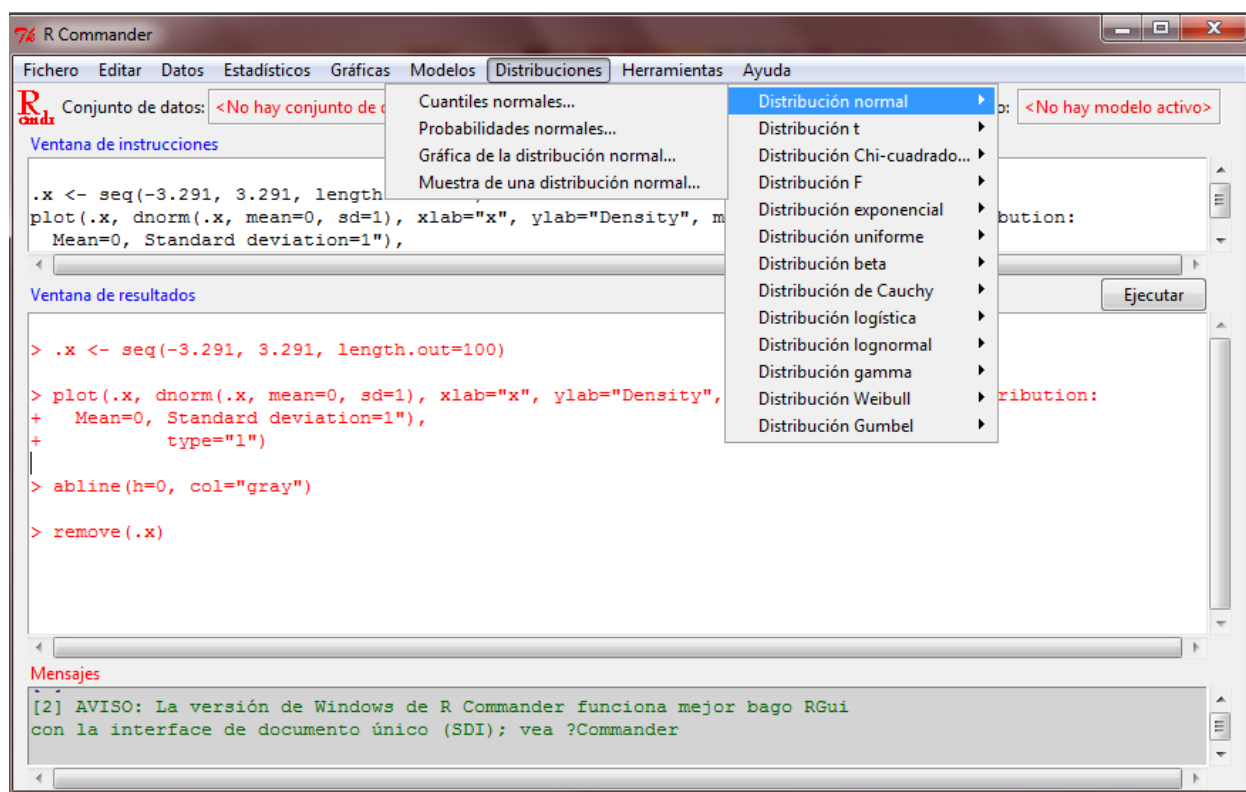 R Commander
Fichero Editar Datos Estadísticos Gráficas Modelos Distribuciones Herramientas Ayuda
Conjunto de datos: <No hay conjunto de
<No hay modelo activo>
Cuantiles normales...
Probabilidades normales...
Gráfica de la distribución normal...
Muestra de una distribución normal...
Distribución normal
Distribución t
Distribución Chi-cuadrado...
Distribución F
Distribución exponencial
Distribución uniforme
Distribución beta
Distribución de Cauchy
Distribución logística
Distribución lognormal
Distribución gamma
Distribución Weibull
Distribución Gumbel
Ventana de instrucciones
.x <- seq(-3.291, 3.291, length
plot(.x, dnorm(.x, mean=0, sd=1), xlab="x", ylab="Density", m bution:
Mean=0, Standard deviation=1"),
Ventana de resultados
Ejecutar
> .x <- seq(-3.291, 3.291, length.out=100)
> plot(.x, dnorm(.x, mean=0, sd=1), xlab="x", ylab="Density", ribution:
+ Mean=0, Standard deviation=1"),
+ type="l")
> abline(h=0, col="gray")
> remove(.x)
Mensajes
[2] AVISO: La versión de Windows de R Commander funciona mejor bago RGui
con la interface de documento único (SDI); vea ?Commander